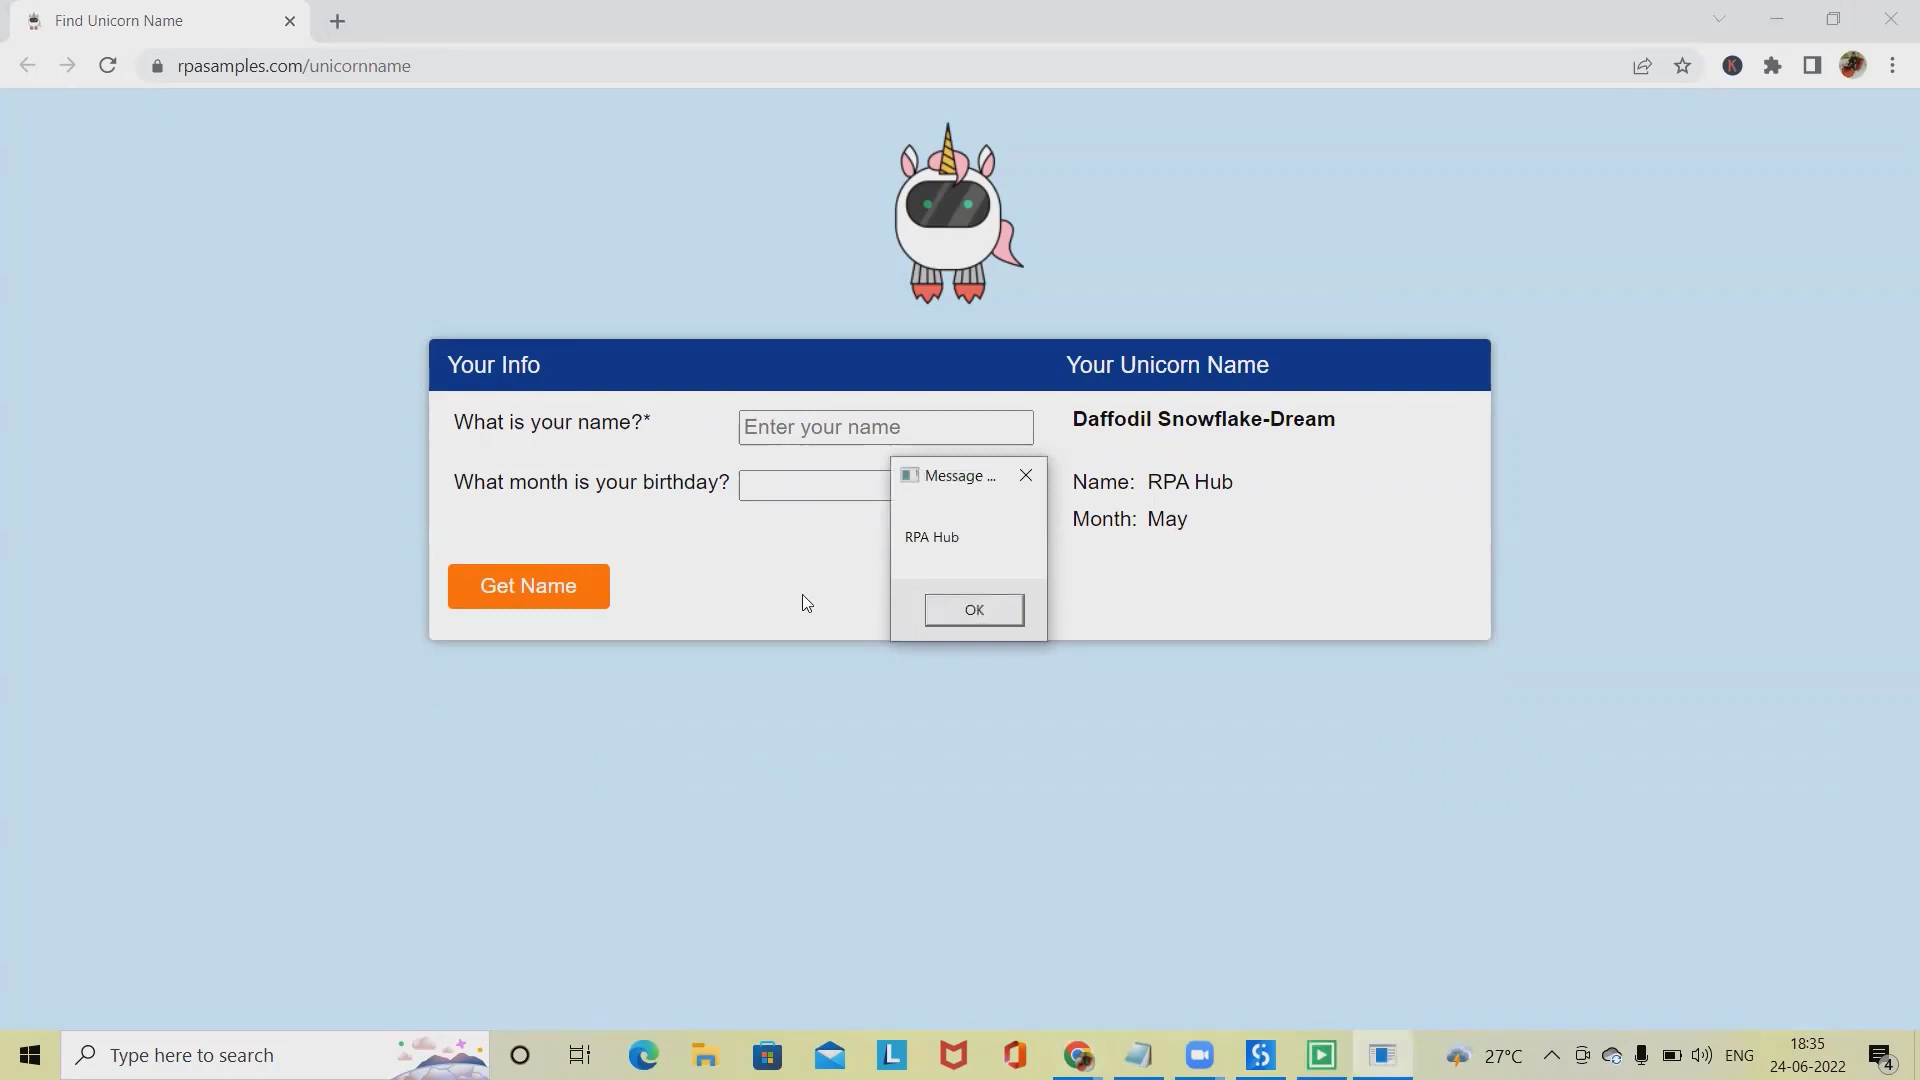 Find Unicorn Name
rpasamples.com/unicornname
K
Your Info
Your Unicorn Name
What is your name?*
Enter your name
Daffodil Snowflake-Dream
What month is your birthday?
Message ...
RPA Hub
OK
Name: RPA Hub
Month: May
Get Name
Type here to search
L
27°C
ENG
18:35
24-06-2022
4